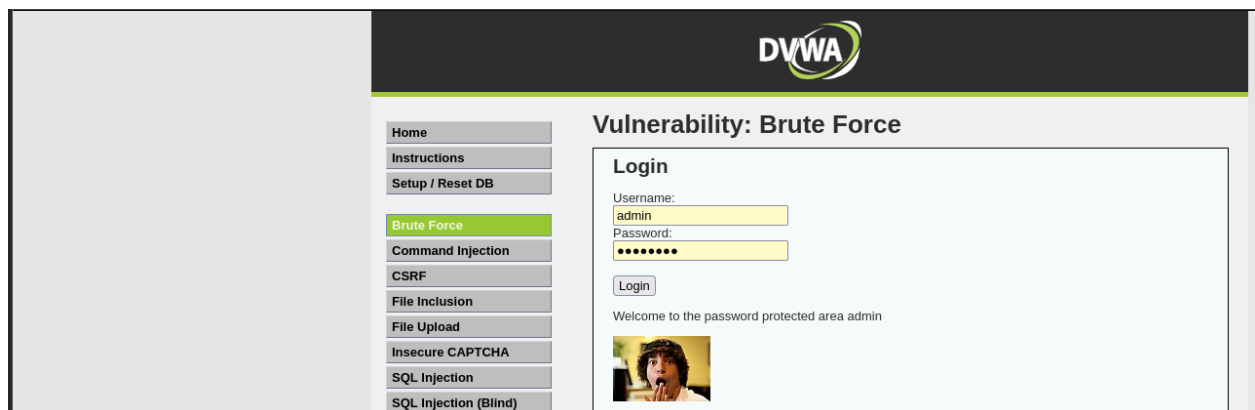 DVWA
Home
Instructions
Setup / Reset DB
Brute Force
Command Injection
CSRF
File Inclusion
File Upload
Insecure CAPTCHA
SQL Injection
SQL Injection (Blind)
Vulnerability: Brute Force
Login
Username:
admin
Password:
••••••••
Login
Welcome to the password protected area admin